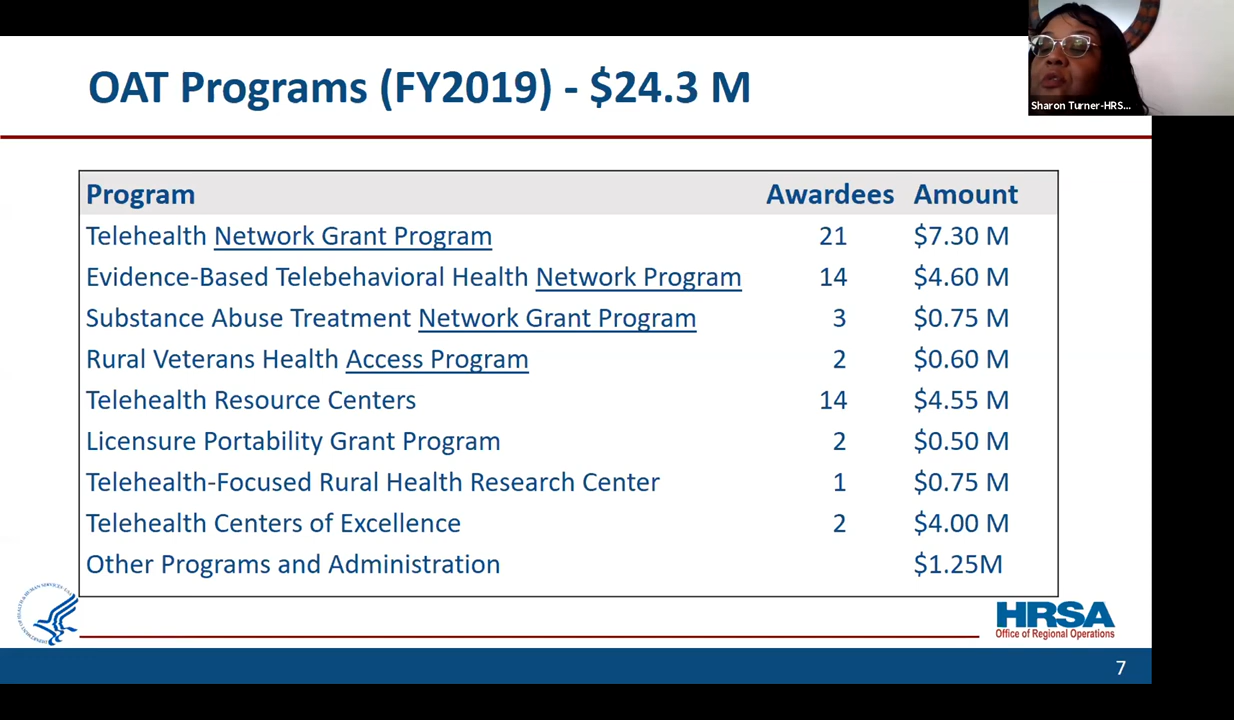 OAT Programs (FY2019) - $24.3 M
Sharon Turner-HRS...
Program Awardees Amount
Telehealth Network Grant Program 21 $7.30 M
Evidence-Based Telebehavioral Health Network Program 14 $4.60 M
Substance Abuse Treatment Network Grant Program 3 $0.75 M
Rural Veterans Health Access Program 2 $0.60 M
Telehealth Resource Centers 14 $4.55 M
Licensure Portability Grant Program 2 $0.50 M
Telehealth-Focused Rural Health Research Center 1 $0.75 M
Telehealth Centers of Excellence 2 $4.00 M
Other Programs and Administration $1.25M
HRSA
Office of Regional Operations
7